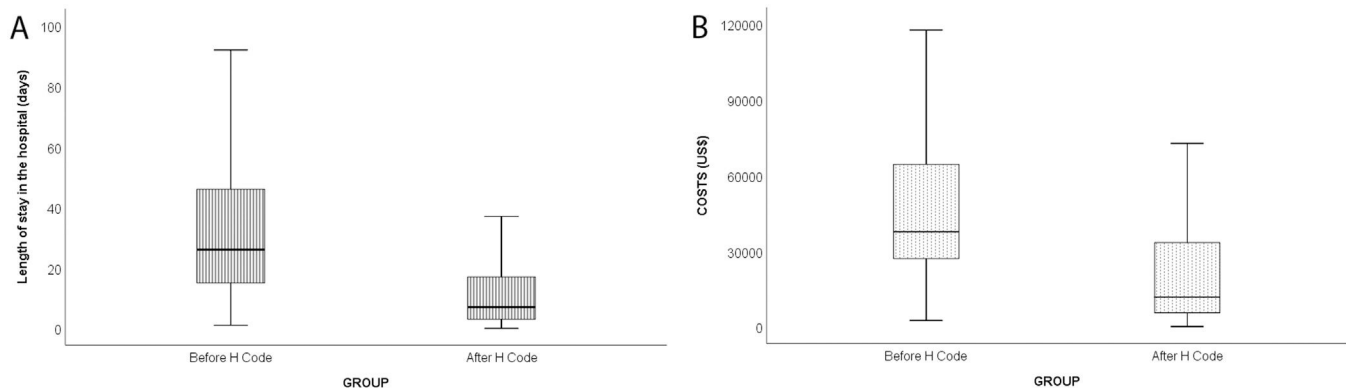 A
Length of stay in the hospital (days)
100
80
60
40
20
0
Before H Code
After H Code
GROUP
B
COSTS (US$)
120000
90000
60000
30000
0
Before H Code
After H Code
GROUP